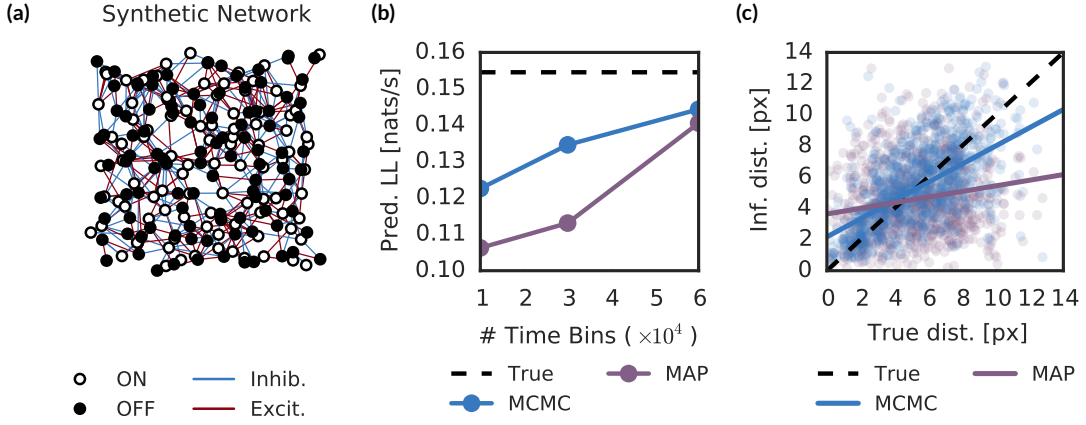 (a)
Synthetic Network
ON
OFF
Inhib.
Excit.
(b)
Pred. LL [nats/s]
0.16
0.15
0.14
0.13
0.12
0.11
0.10
1 2 3 4 5 6
# Time Bins (×10⁴)
True
MAP
MCMC
(c)
Inf. dist. [px]
14
12
10
8
6
4
2
0
0 2 4 6 8 10 12 14
True dist. [px]
True
MAP
MCMC